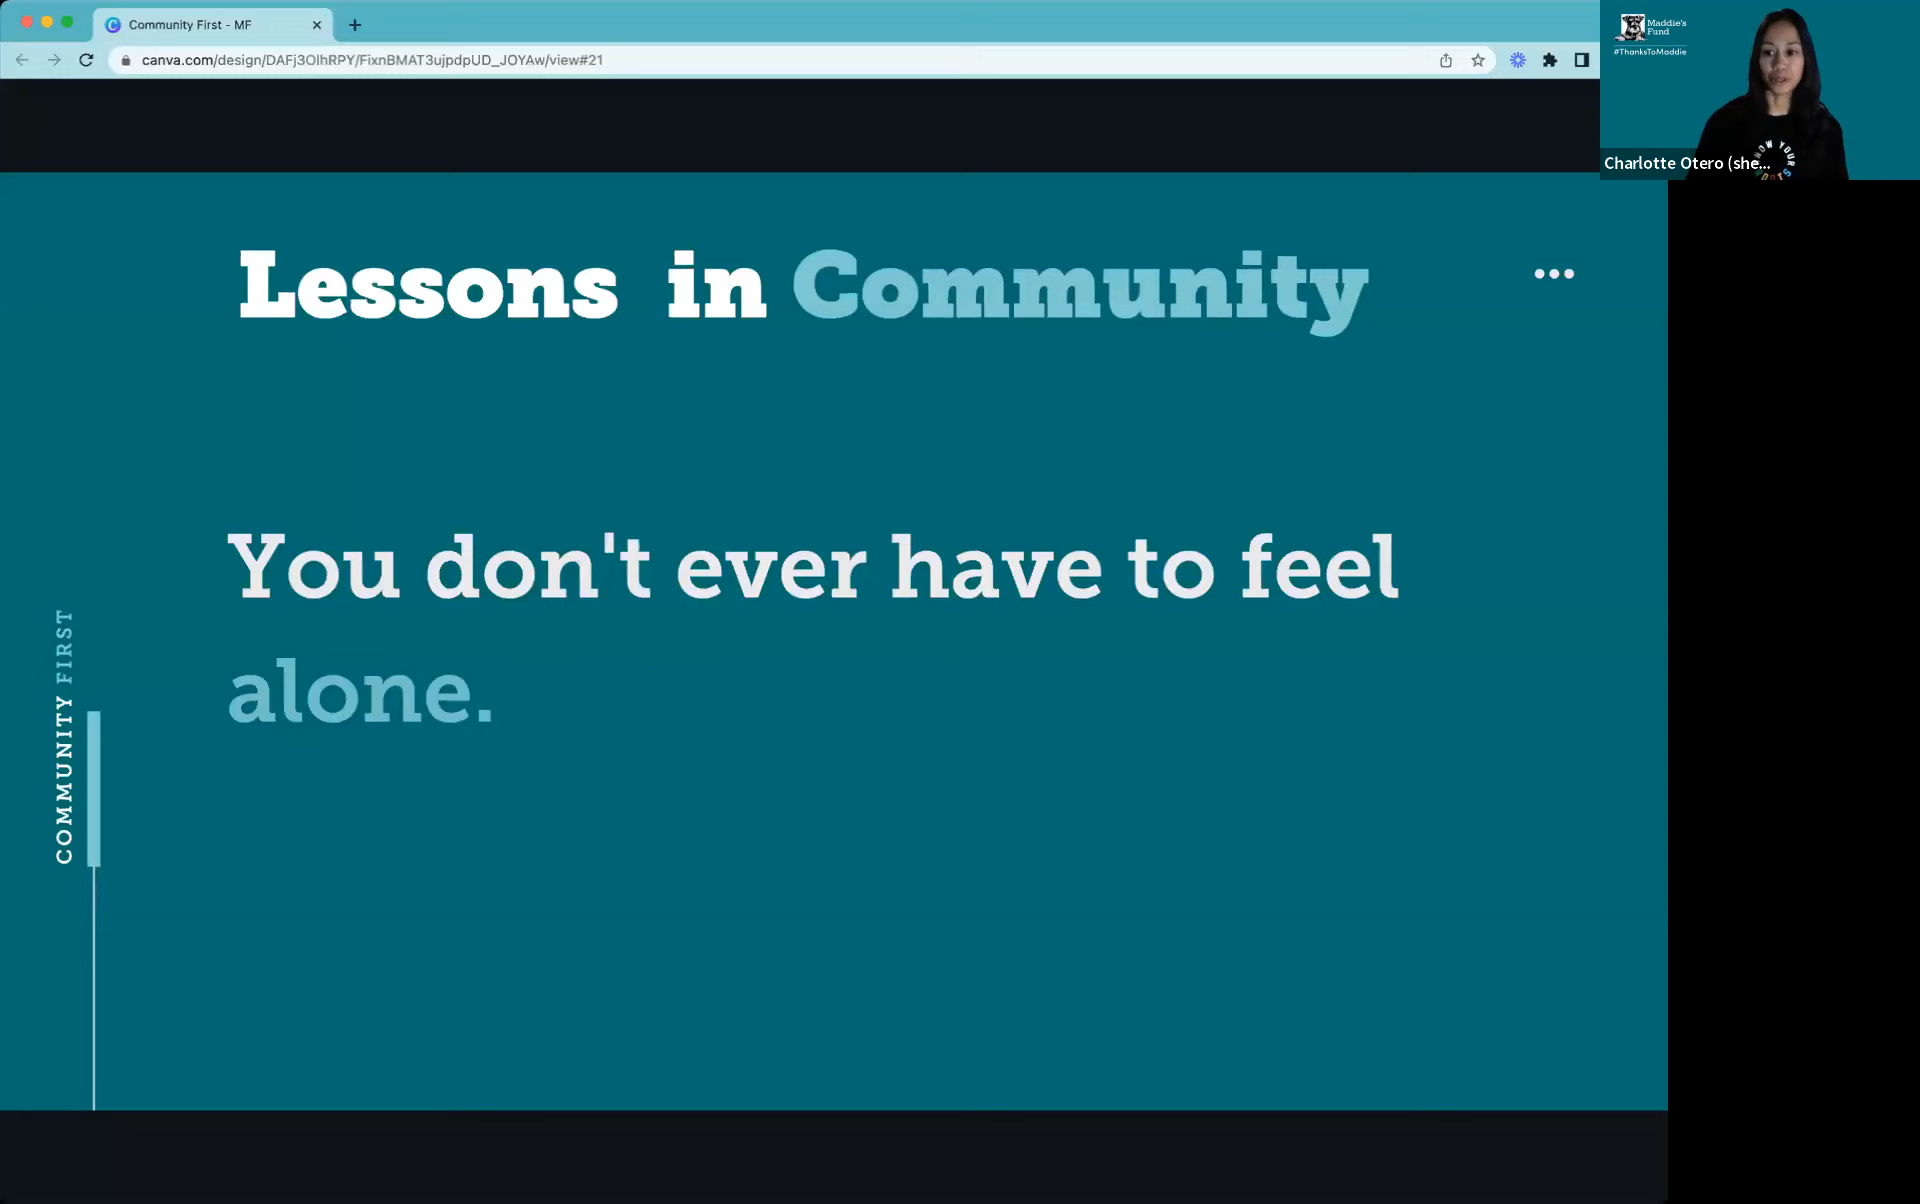 Community First - MF
canva.com/design/DAFj3OlhRPY/FixnBMAT3ujpdpUD_JOYAw/view#21
Maddie's
Fund
#ThanksToMaddie
Charlotte Otero (she...
Lessons in Community
You don't ever have to feel
alone.
COMMUNITY FIRST